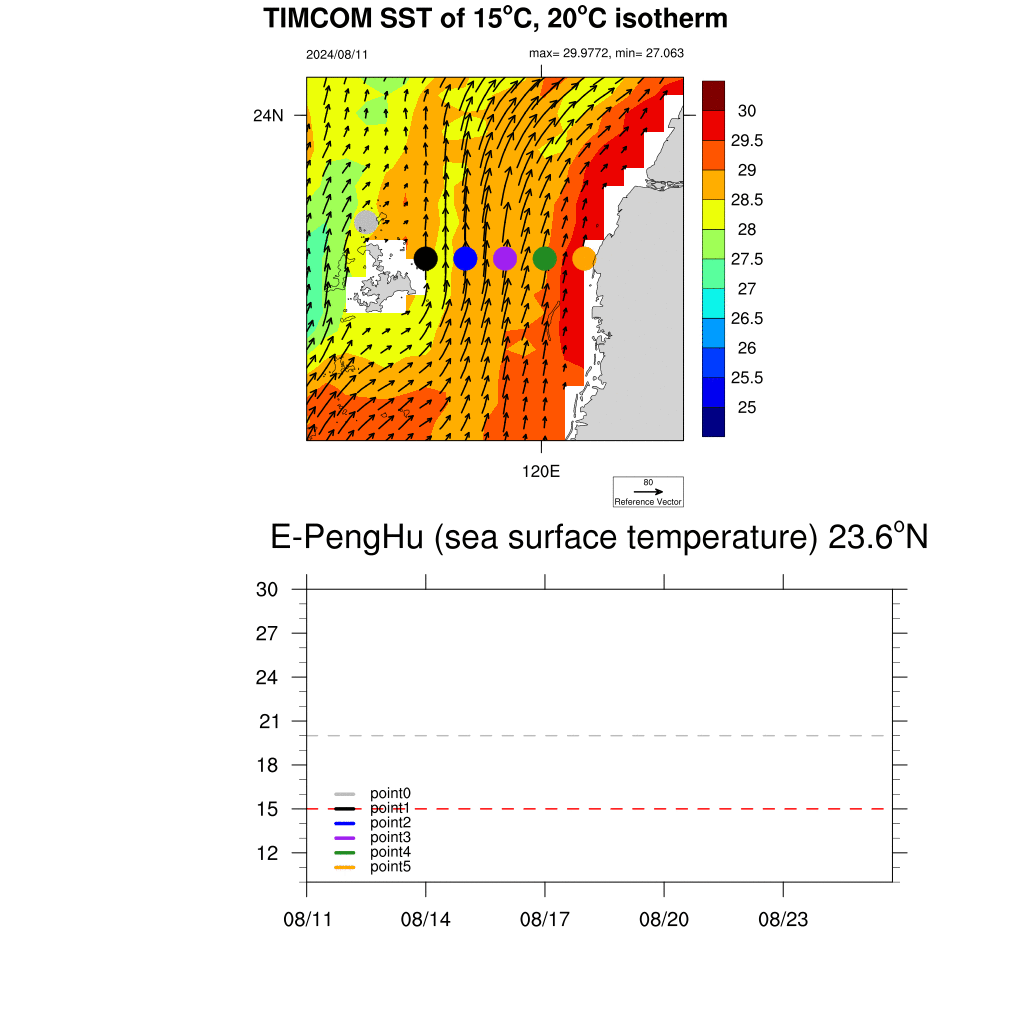 TIMCOM SST of 15°C, 20°C isotherm
2024/08/11
max= 29.9772, min= 27.063
24N
120E
30
29.5
29
28.5
28
27.5
27
26.5
26
25.5
25
80
Reference Vector
E-PengHu (sea surface temperature) 23.6°N
30
27
24
21
18
15
12
point0
point1
point2
point3
point4
point5
08/11
08/14
08/17
08/20
08/23